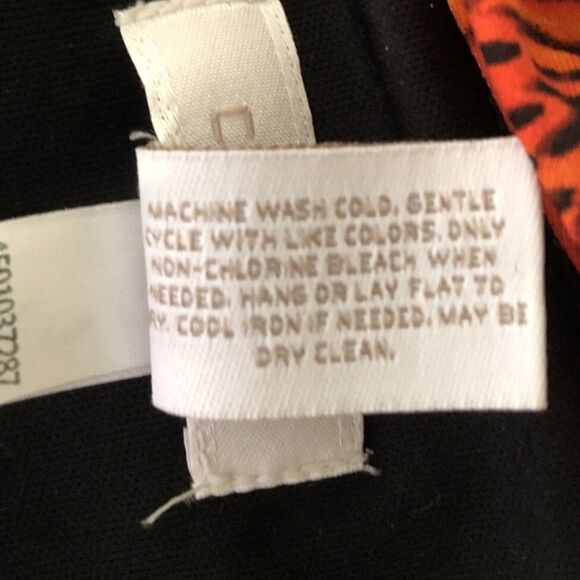 MACHINE WASH COLD, GENTLE
CYCLE WITH LIKE COLORS. ONLY
NON-CHLORINE BLEACH WHEN
NEEDED. HANG OR LAY FLAT TO
DRY. COOL IRON IF NEEDED. MAY BE
DRY CLEAN.